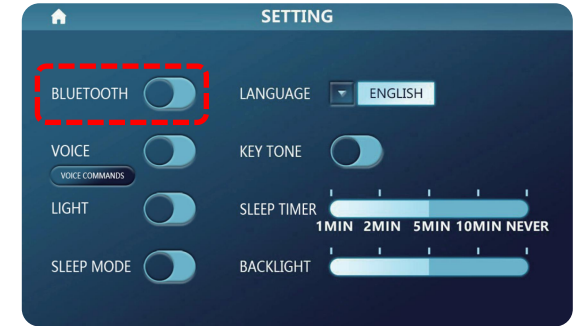 SETTING
BLUETOOTH
LANGUAGE
ENGLISH
VOICE
KEY TONE
VOICE COMMANDS
LIGHT
SLEEP TIMER
1MIN 2MIN 5MIN 10MIN NEVER
SLEEP MODE
BACKLIGHT